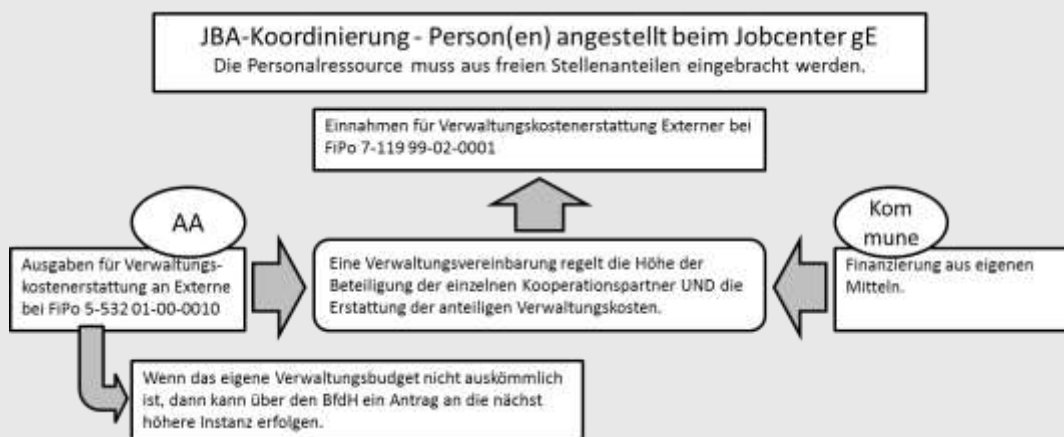 JBA-Koordinierung - Person(en) angestellt beim Jobcenter gE
Die Personalressource muss aus freien Stellenanteilen eingebracht werden.
Einnahmen für Verwaltungskostenerstattung Externer bei
FiPo 7-119 99-02-0001
AA
Ausgaben für Verwaltungs-
kostenerstattung an Externe
bei FiPo 5-532 01-00-0010
Eine Verwaltungsvereinbarung regelt die Höhe der
Beteiligung der einzelnen Kooperationspartner UND die
Erstattung der anteiligen Verwaltungskosten.
Kom
mune
Finanzierung aus eigenen
Mitteln.
Wenn das eigene Verwaltungsbudget nicht auskömmlich
ist, dann kann über den BfdH ein Antrag an die nächst
höhere Instanz erfolgen.